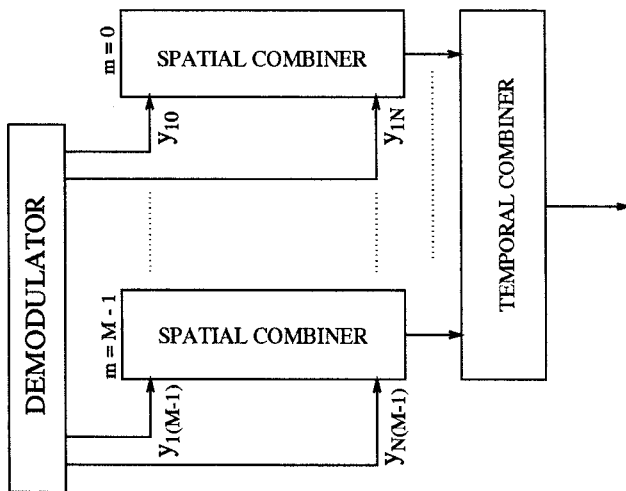 DEMODULATOR
m = 0
SPATIAL COMBINER
y10
y1N
m = M - 1
SPATIAL COMBINER
y1(M-1)
yN(M-1)
TEMPORAL COMBINER